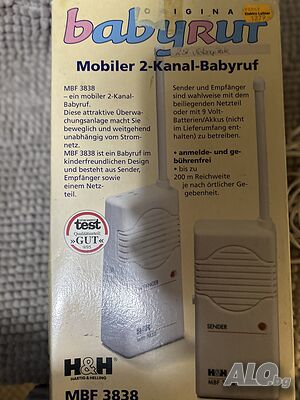 ORIGINAL
babyruf
Mobiler 2-Kanal-Babyruf
MBF 3838
– ein mobiler 2-Kanal-
Babyruf.
Diese attraktive Überwa-
chungsanlage macht Sie
beweglich und weitgehend
unabhängig vom Strom-
netz.
MBF 3838 ist ein Babyruf im
kinderfreundlichen Design
und besteht aus Sender,
Empfänger sowie
einem Netz-
teil.
Sender und Empfänger
sind wahlweise mit dem
beiliegenden Netzteil
oder mit 9 Volt-
Batterien/Akkus (nicht
im Lieferumfang ent-
halten) zu betreiben.
• anmelde- und ge-
bührenfrei
• bis zu
200 m Reichweite
je nach örtlicher Ge-
gebenheit.
test
»GUT«
SENDER
SENDER
H&H
MBF
H&H
HARTIG & HELLING
MBF 3838
ALO.bg